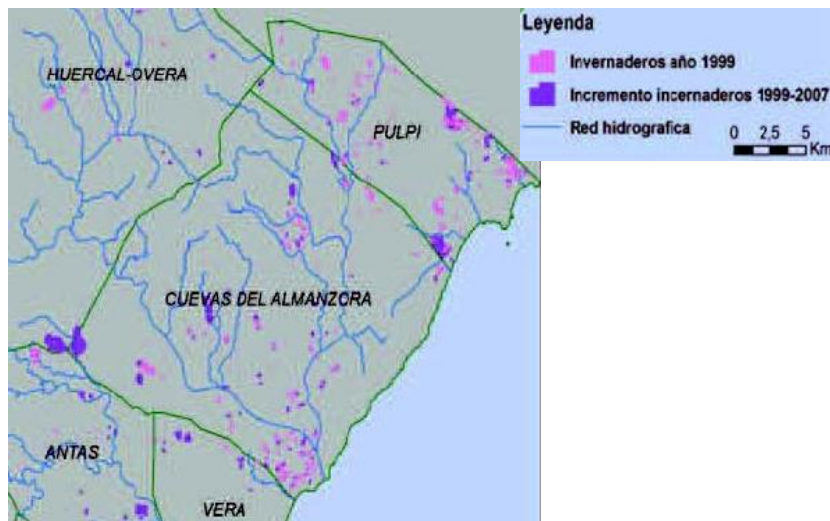 Leyenda
Invernaderos año 1999
Incremento incernaderos 1999-2007
Red hidrografica
0 2,5 5
Km
HUERCAL-OVERA
PULPI
CUEVAS DEL ALMANZORA
ANTAS
VERA